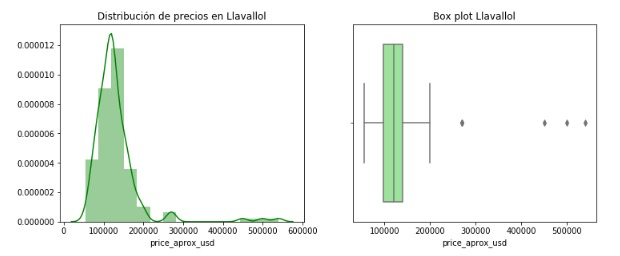 Distribución de precios en Llavallol
0.000012
0.000010
0.000008
0.000006
0.000004
0.000002
0.000000
0 100000 200000 300000 400000 500000 600000
price_aprox_usd
Box plot Llavallol
100000 200000 300000 400000 500000
price_aprox_usd